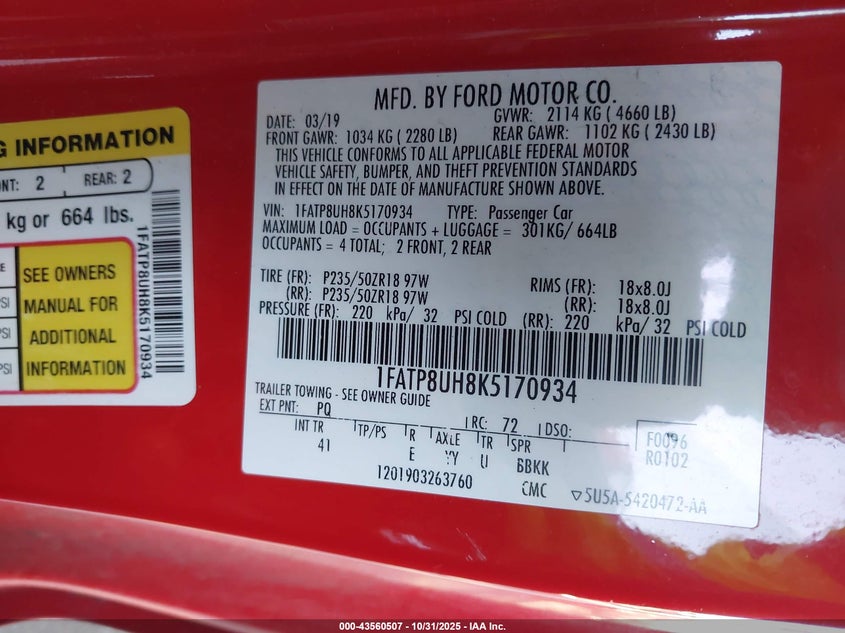 G INFORMATION
NT: 2 REAR: 2
kg or 664 lbs.
SEE OWNERS
MANUAL FOR
ADDITIONAL
INFORMATION
PSI
PSI
PSI
1FATP8UH8K5170934
MFD. BY FORD MOTOR CO.
DATE: 03/19 GVWR: 2114 KG ( 4660 LB)
FRONT GAWR: 1034 KG ( 2280 LB) REAR GAWR: 1102 KG ( 2430 LB)
THIS VEHICLE CONFORMS TO ALL APPLICABLE FEDERAL MOTOR
VEHICLE SAFETY, BUMPER, AND THEFT PREVENTION STANDARDS
IN EFFECT ON THE DATE OF MANUFACTURE SHOWN ABOVE.
VIN: 1FATP8UH8K5170934 TYPE: Passenger Car
MAXIMUM LOAD = OCCUPANTS + LUGGAGE = 301KG/ 664LB
OCCUPANTS = 4 TOTAL; 2 FRONT, 2 REAR
TIRE (FR): P235/50ZR18 97W RIMS (FR): 18x8.0J
(RR): P235/50ZR18 97W (RR): 18x8.0J
PRESSURE (FR): 220 kPa/ 32 PSI COLD (RR): 220 kPa/ 32 PSI COLD
1FATP8UH8K5170934
TRAILER TOWING - SEE OWNER GUIDE
EXT PNT: PQ RC: 72 DSO: F0096
INT TR TP/PS R AXLE TR SPR R0102
41 E YY U BBKK
1201903263760 CMC 5U5A-5420472-AA
000-43560507 - 10/31/2025 - IAA Inc.